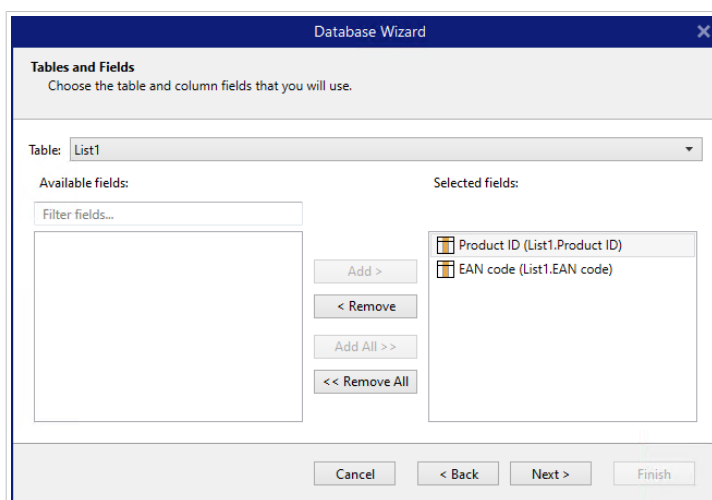 Database Wizard
Tables and Fields
Choose the table and column fields that you will use.
Table: List1
Available fields:
Selected fields:
Filter fields...
Product ID (List1.Product ID)
EAN code (List1.EAN code)
Add >
< Remove
Add All >>
<< Remove All
Cancel
< Back
Next >
Finish